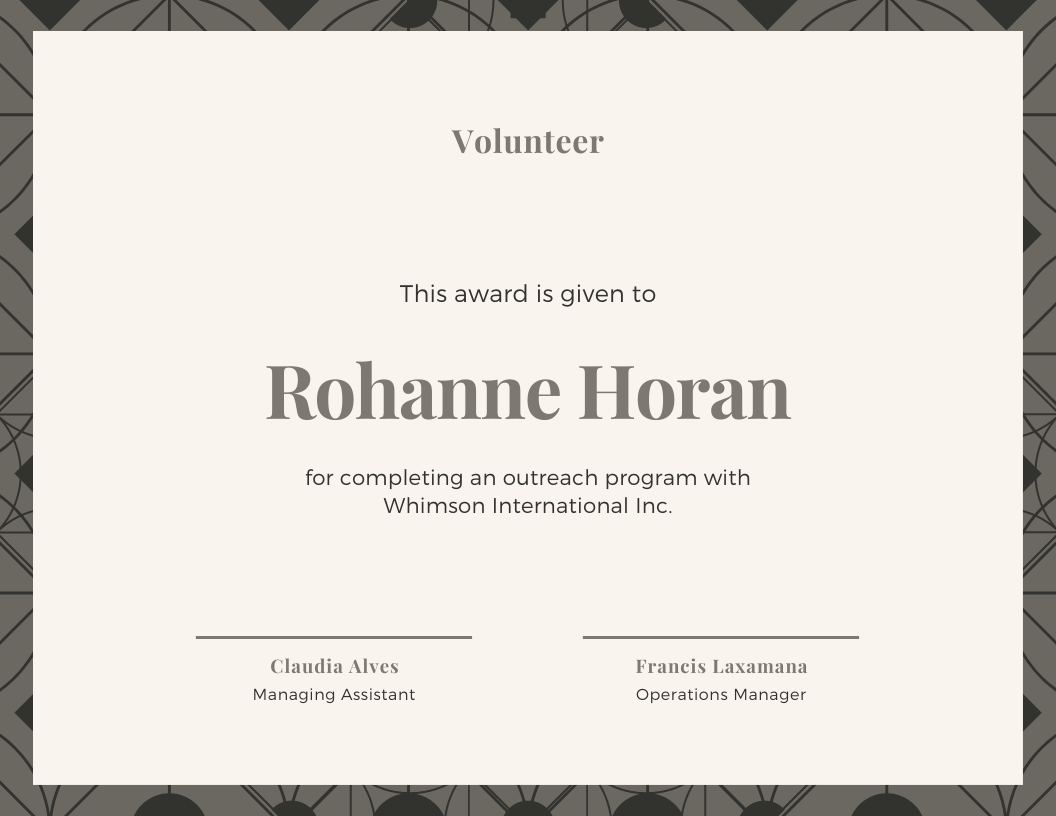 Volunteer
This award is given to
Rohanne Horan
for completing an outreach program with
Whimson International Inc.
Claudia Alves
Managing Assistant
Francis Laxamana
Operations Manager